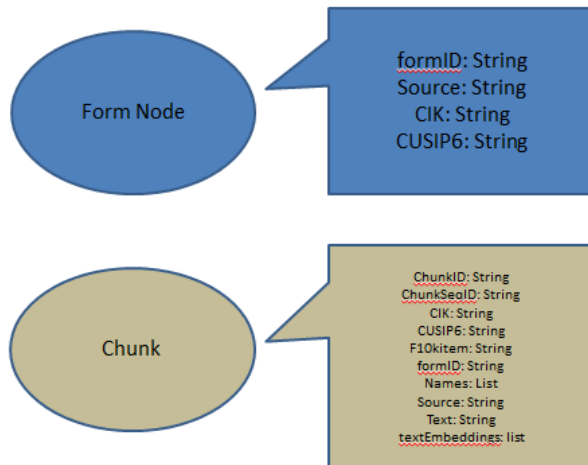 Form Node
formID: String
Source: String
CIK: String
CUSIP6: String
Chunk
ChunkID: String
ChunkSeqID: String
CIK: String
CUSIP6: String
F10kitem: String
formID: String
Names: List
Source: String
Text: String
textEmbeddings: list